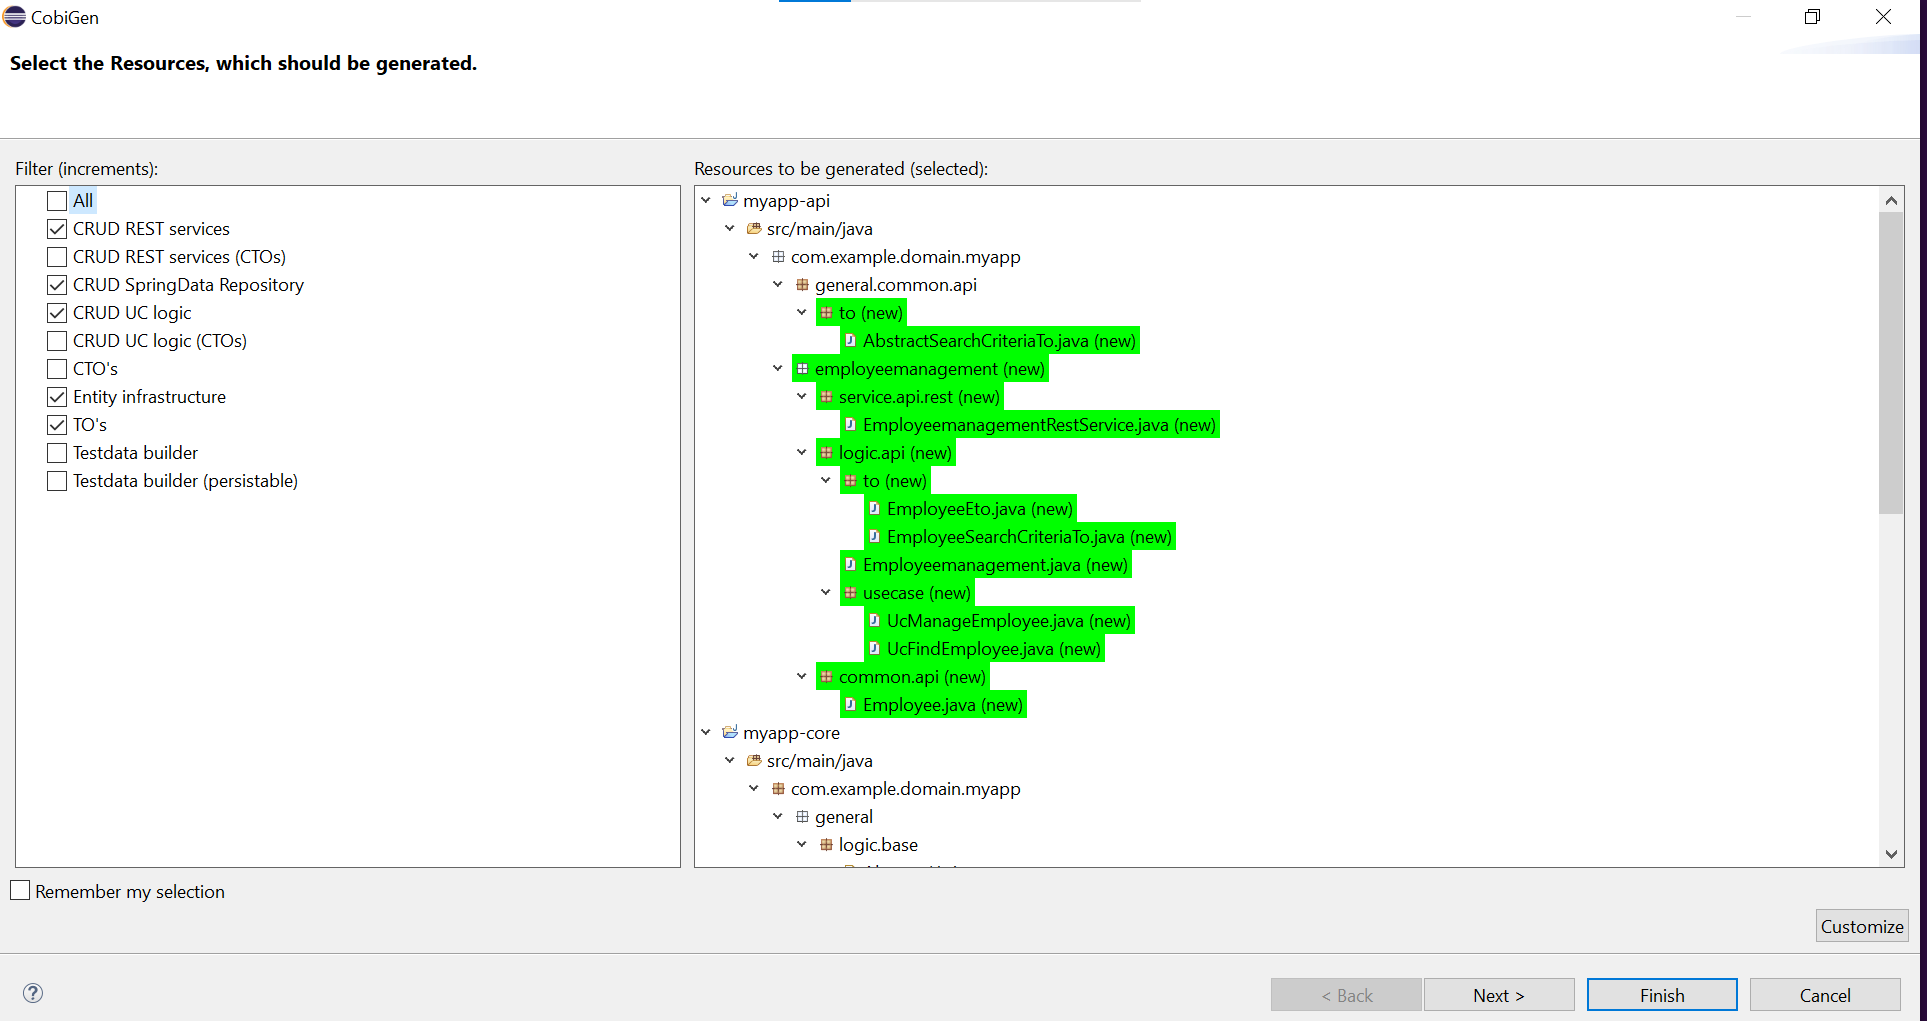 CobiGen
Select the Resources, which should be generated.
Filter (increments):
All
CRUD REST services
CRUD REST services (CTOs)
CRUD SpringData Repository
CRUD UC logic
CRUD UC logic (CTOs)
CTO's
Entity infrastructure
TO's
Testdata builder
Testdata builder (persistable)
Resources to be generated (selected):
myapp-api
src/main/java
com.example.domain.myapp
general.common.api
to (new)
AbstractSearchCriteriaTo.java (new)
employeemanagement (new)
service.api.rest (new)
EmployeemanagementRestService.java (new)
logic.api (new)
to (new)
EmployeeEto.java (new)
EmployeeSearchCriteriaTo.java (new)
Employeemanagement.java (new)
usecase (new)
UcManageEmployee.java (new)
UcFindEmployee.java (new)
common.api (new)
Employee.java (new)
myapp-core
src/main/java
com.example.domain.myapp
general
logic.base
Remember my selection
Customize
< Back
Next >
Finish
Cancel